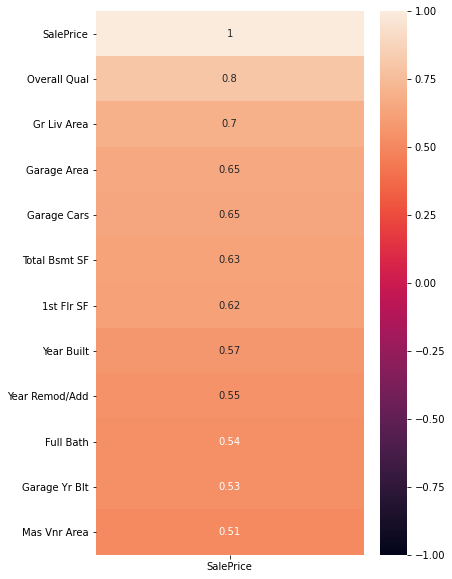 SalePrice 1
Overall Qual 0.8
Gr Liv Area 0.7
Garage Area 0.65
Garage Cars 0.65
Total Bsmt SF 0.63
1st Flr SF 0.62
Year Built 0.57
Year Remod/Add 0.55
Full Bath 0.54
Garage Yr Blt 0.53
Mas Vnr Area 0.51
SalePrice
1.00
0.75
0.50
0.25
0.00
−0.25
−0.50
−0.75
−1.00